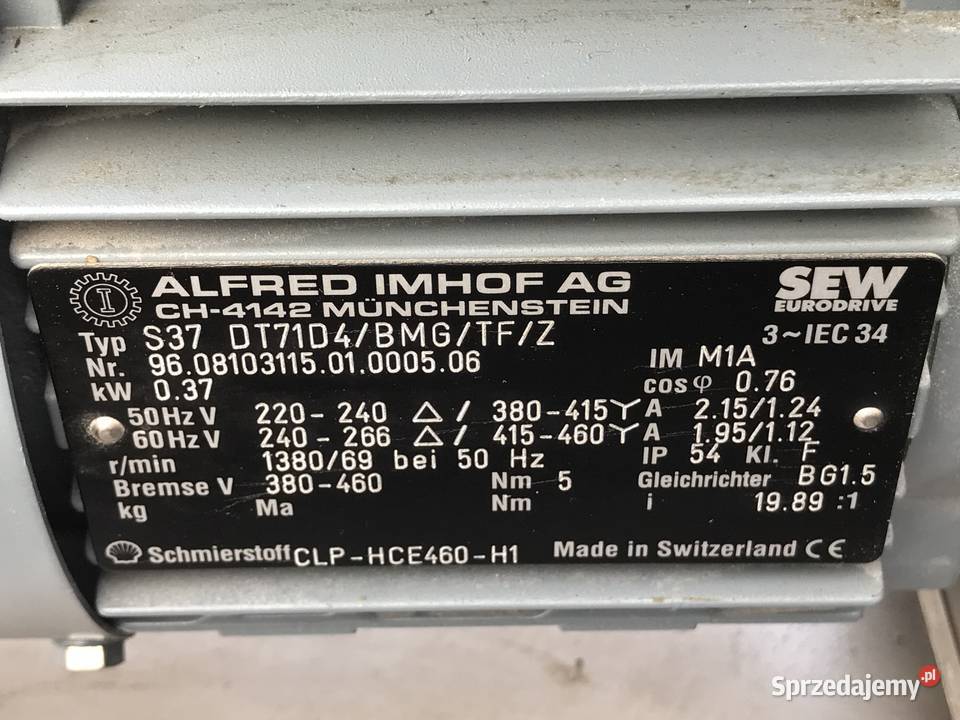 ALFRED IMHOF AG
CH-4142 MÜNCHENSTEIN
SEW
EURODRIVE
Typ S37 DT71D4/BMG/TF/Z 3~IEC 34
Nr. 96.08103115.01.0005.06 IM M1A
kW 0.37 cos φ 0.76
50 Hz V 220-240 △/ 380-415 Y A 2.15/1.24
60 Hz V 240-266 △/ 415-460 Y A 1.95/1.12
r/min 1380/69 bei 50 Hz IP 54 Kl. F
Bremse V 380-460 Nm 5 Gleichrichter BG1.5
kg Ma Nm i 19.89 :1
Schmierstoff CLP-HCE460-H1 Made in Switzerland CE
Sprzedajemy.pl